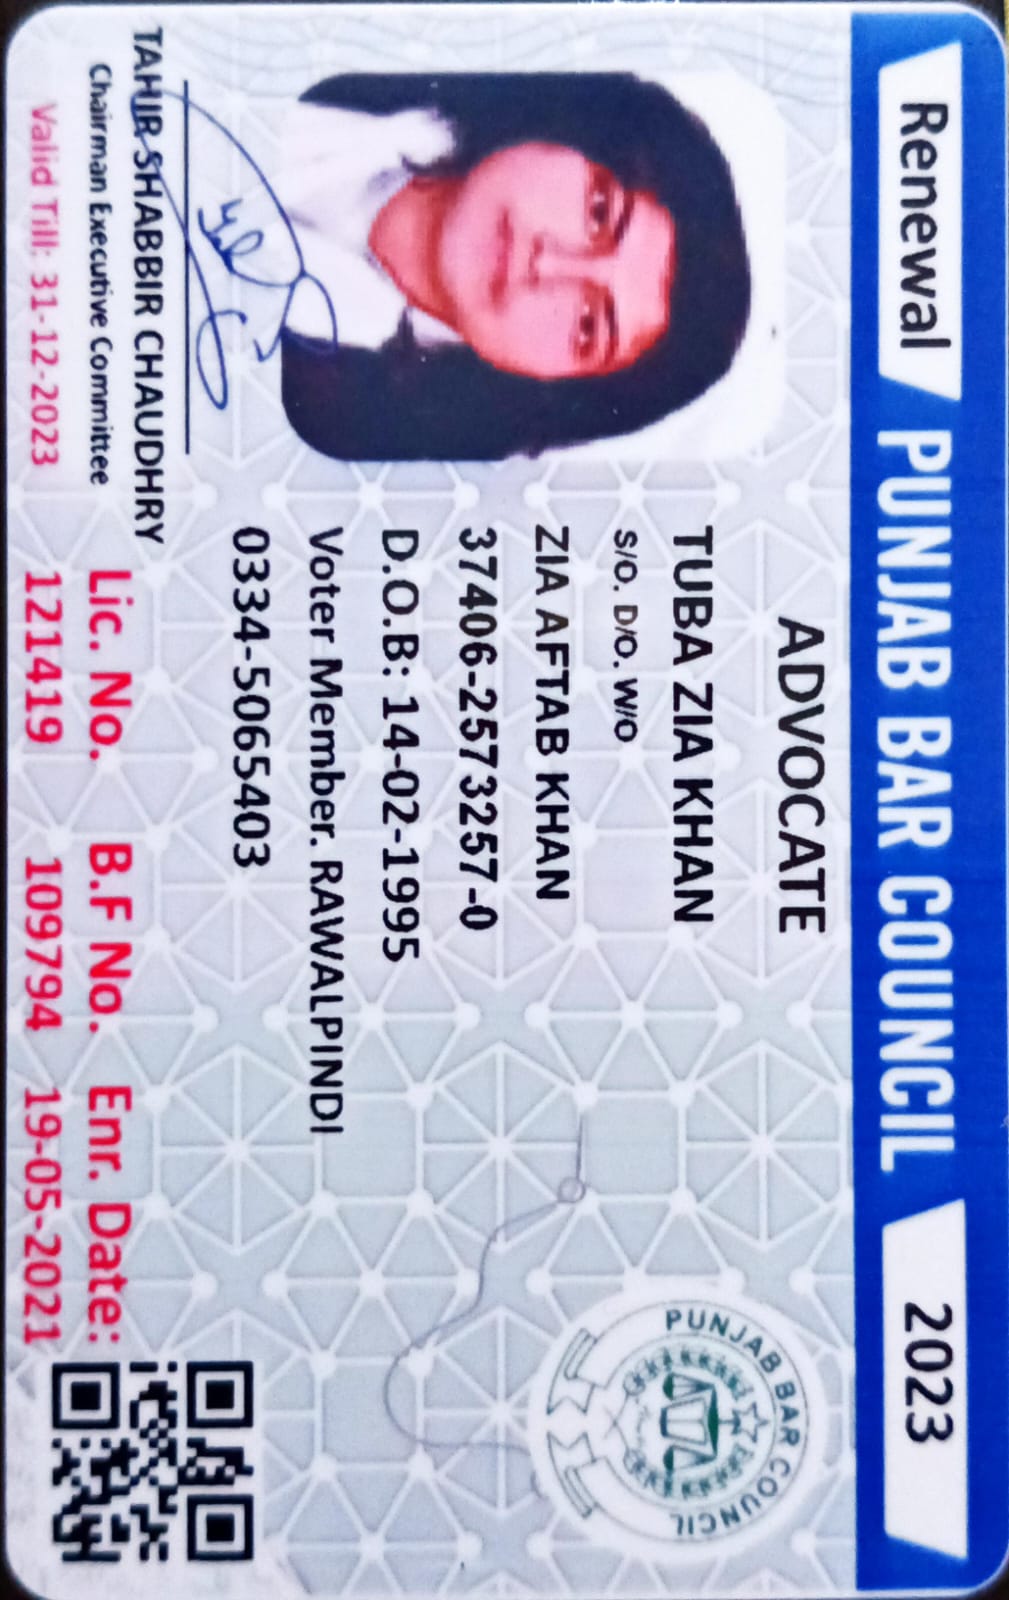 Renewal PUNJAB BAR COUNCIL 2023
ADVOCATE
TUBA ZIA KHAN
S/O. D/O. W/O
ZIA AFTAB KHAN
37406-2573257-0
D.O.B: 14-02-1995
Voter Member. RAWALPINDI
0334-5065403
PUNJAB BAR COUNCIL
TAHIR SHABBIR CHAUDHRY
Chairman Executive Committee
Valid Till: 31-12-2023
Lic. No. B.F No. Enr. Date:
121419 109794 19-05-2021